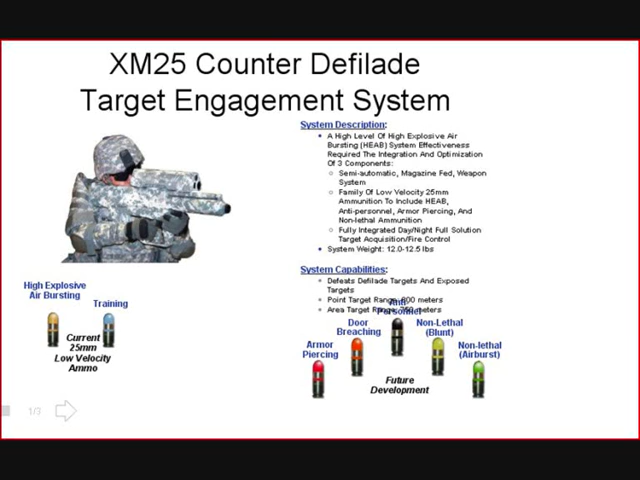 XM25 Counter Defilade
Target Engagement System
System Description:
A High Level Of High Explosive Air
Bursting (HEAB) System Effectiveness
Required The Integration And Optimization
Of 3 Components:
Semi-automatic, Magazine Fed, Weapon
System
Family Of Low Velocity 25mm
Ammunition To Include HEAB,
Anti-personnel, Armor Piercing, And
Non-lethal Ammunition
Fully Integrated Day/Night Full Solution
Target Acquisition/Fire Control
System Weight: 12.0-12.5 lbs
System Capabilities:
Defeats Defilade Targets And Exposed
Targets
Point Target Range: 600 meters
Area Target Range: meters
High Explosive
Air Bursting
Training
Current
25mm
Low Velocity
Ammo
Armor
Piercing
Door
Breaching
Anti
Personnel
Non-Lethal
(Blunt)
Non-lethal
(Airburst)
Future
Development
1/3